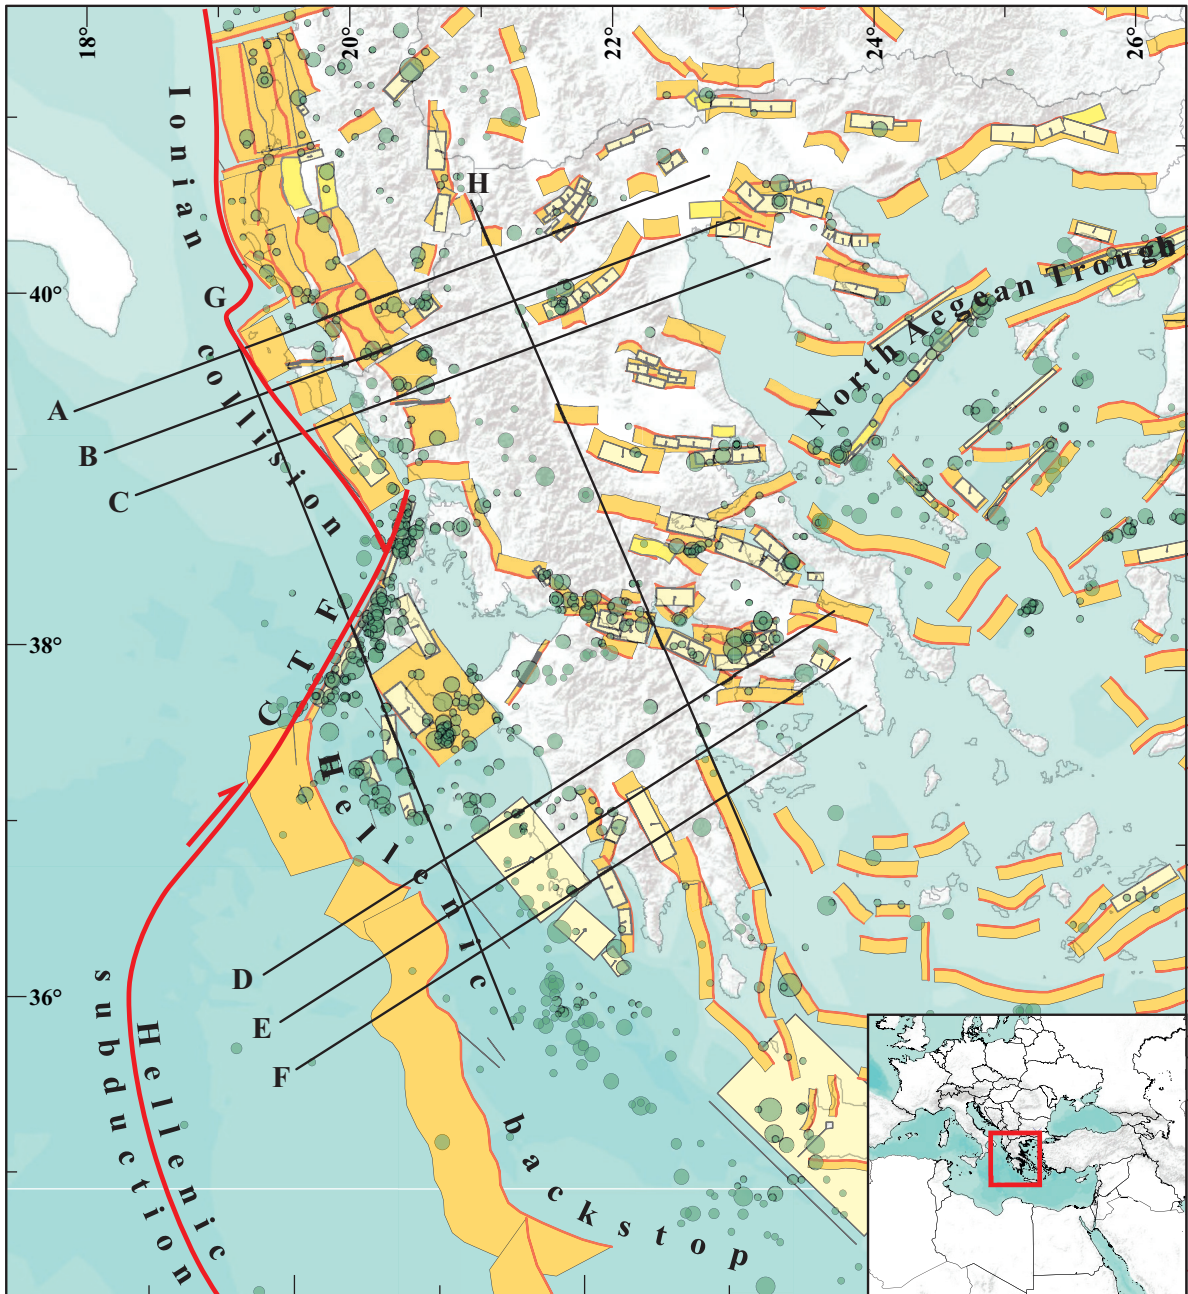 18°
20°
22°
24°
26°
40°
38°
36°
Ionian
collision
North Aegean Trough
CTF
Hellenic
backstop
Hellenic
subduction
H
G
A
B
C
D
E
F